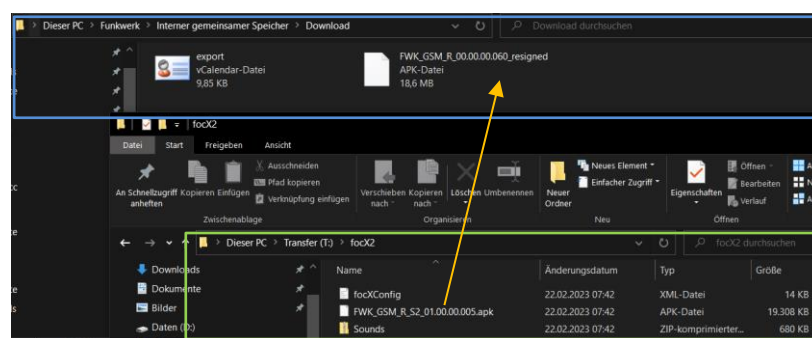 Dieser PC > Funkwerk > Interner gemeinsamer Speicher > Download
Download durchsuchen
export
vCalendar-Datei
9,85 KB
FWK_GSM_R_00.00.00.060_resigned
APK-Datei
18,6 MB
focX2
Datei Start Freigeben Ansicht
An Schnellzugriff anheften
Kopieren
Einfügen
Ausschneiden
Pfad kopieren
Verknüpfung einfügen
Zwischenablage
Verschieben nach
Kopieren nach
Löschen
Umbenennen
Organisieren
Neuer Ordner
Neues Element
Einfacher Zugriff
Neu
Eigenschaften
Öffnen
Bearbeiten
Verlauf
Öffnen
Dieser PC > Transfer (T:) > focX2
focX2 durchsuchen
Downloads
Dokumente
Bilder
Daten (D:)
Name Änderungsdatum Typ Größe
focXConfig 22.02.2023 07:42 XML-Datei 14 KB
FWK_GSM_R_S2_01.00.00.005.apk 22.02.2023 07:42 APK-Datei 19.308 KB
Sounds 22.02.2023 07:42 ZIP-komprimierter... 680 KB